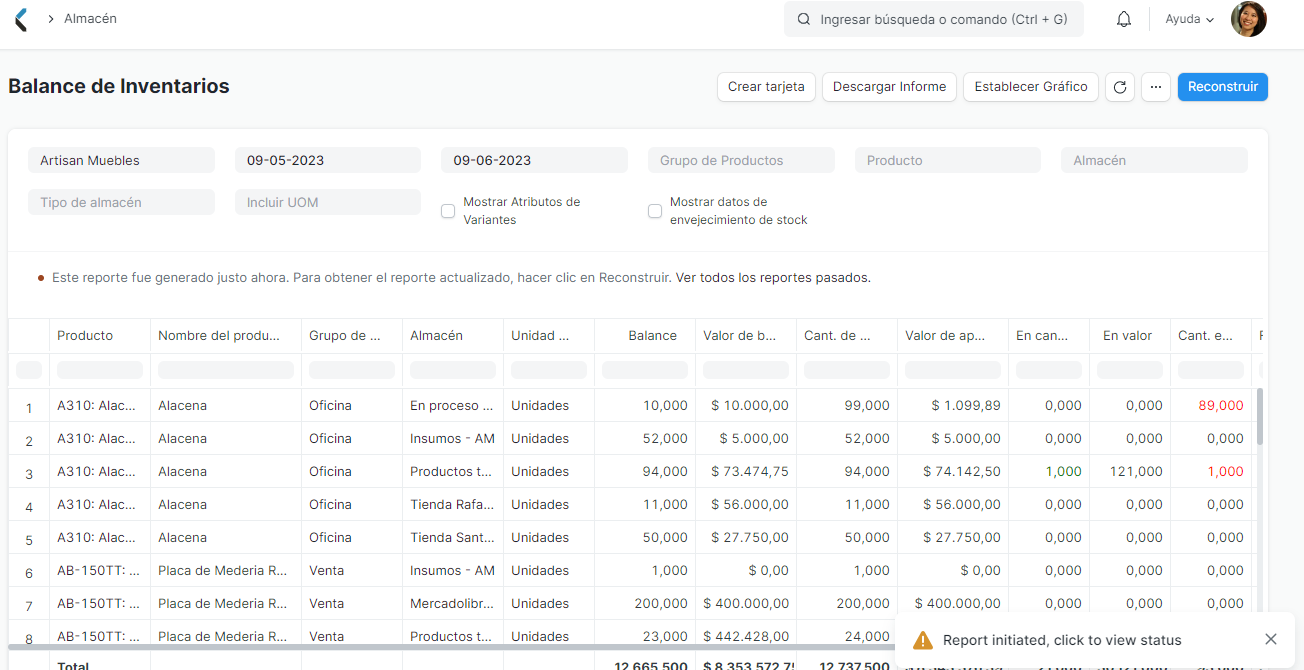 Almacén
Ingresar búsqueda o comando (Ctrl + G)
Ayuda
Balance de Inventarios
Crear tarjeta
Descargar Informe
Establecer Gráfico
Reconstruir
Artisan Muebles 09-05-2023 09-06-2023 Grupo de Productos Producto Almacén
Tipo de almacén Incluir UOM Mostrar Atributos de Variantes Mostrar datos de envejecimiento de stock
Este reporte fue generado justo ahora. Para obtener el reporte actualizado, hacer clic en Reconstruir. Ver todos los reportes pasados.
Producto Nombre del produ... Grupo de ... Almacén Unidad ... Balance Valor de b... Cant. de ... Valor de ap... En can... En valor Cant. e...
1 A310: Alac... Alacena Oficina En proceso ... Unidades 10,000 $ 10.000,00 99,000 $ 1.099,89 0,000 0,000 89,000
2 A310: Alac... Alacena Oficina Insumos - AM Unidades 52,000 $ 5.000,00 52,000 $ 5.000,00 0,000 0,000 0,000
3 A310: Alac... Alacena Oficina Productos t... Unidades 94,000 $ 73.474,75 94,000 $ 74.142,50 1,000 121,000 1,000
4 A310: Alac... Alacena Oficina Tienda Rafa... Unidades 11,000 $ 56.000,00 11,000 $ 56.000,00 0,000 0,000 0,000
5 A310: Alac... Alacena Oficina Tienda Sant... Unidades 50,000 $ 27.750,00 50,000 $ 27.750,00 0,000 0,000 0,000
6 AB-150TT: ... Placa de Mederia R... Venta Insumos - AM Unidades 1,000 $ 0,00 1,000 $ 0,00 0,000 0,000 0,000
7 AB-150TT: ... Placa de Mederia R... Venta Mercadolibr... Unidades 200,000 $ 400.000,00 200,000 $ 400.000,00 0,000 0,000 0,000
8 AB-150TT: ... Placa de Mederia R... Venta Productos t... Unidades 23,000 $ 442.428,00 24,000
Total 12.665,500 $ 8.353.572,75 12.737,500
Report initiated, click to view status